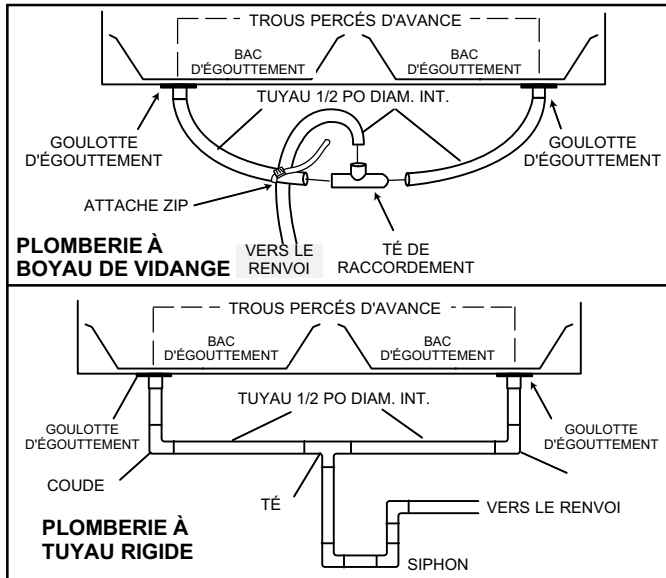 TROUS PERCÉS D'AVANCE
BAC
D'ÉGOUTTEMENT
BAC
D'ÉGOUTTEMENT
TUYAU 1/2 PO DIAM. INT.
GOULOTTE
D'ÉGOUTTEMENT
GOULOTTE
D'ÉGOUTTEMENT
ATTACHE ZIP
PLOMBERIE À
BOYAU DE VIDANGE
VERS LE
RENVOI
TÉ DE
RACCORDEMENT
TROUS PERCÉS D'AVANCE
BAC
D'ÉGOUTTEMENT
BAC
D'ÉGOUTTEMENT
TUYAU 1/2 PO DIAM. INT.
GOULOTTE
D'ÉGOUTTEMENT
GOULOTTE
D'ÉGOUTTEMENT
COUDE
TÉ
VERS LE RENVOI
PLOMBERIE À
TUYAU RIGIDE
SIPHON